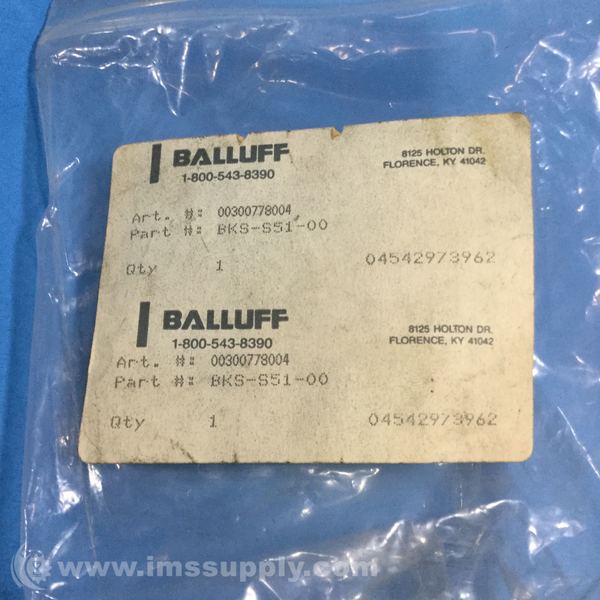 BALLUFF
1-800-543-8390
8125 HOLTON DR.
FLORENCE, KY 41042
Art. #: 00300778004
Part #: BKS-S51-00
Qty 1 04542973962
BALLUFF
1-800-543-8390
8125 HOLTON DR.
FLORENCE, KY 41042
Art. #: 00300778004
Part #: BKS-S51-00
Qty 1 04542973962
www.imssupply.com